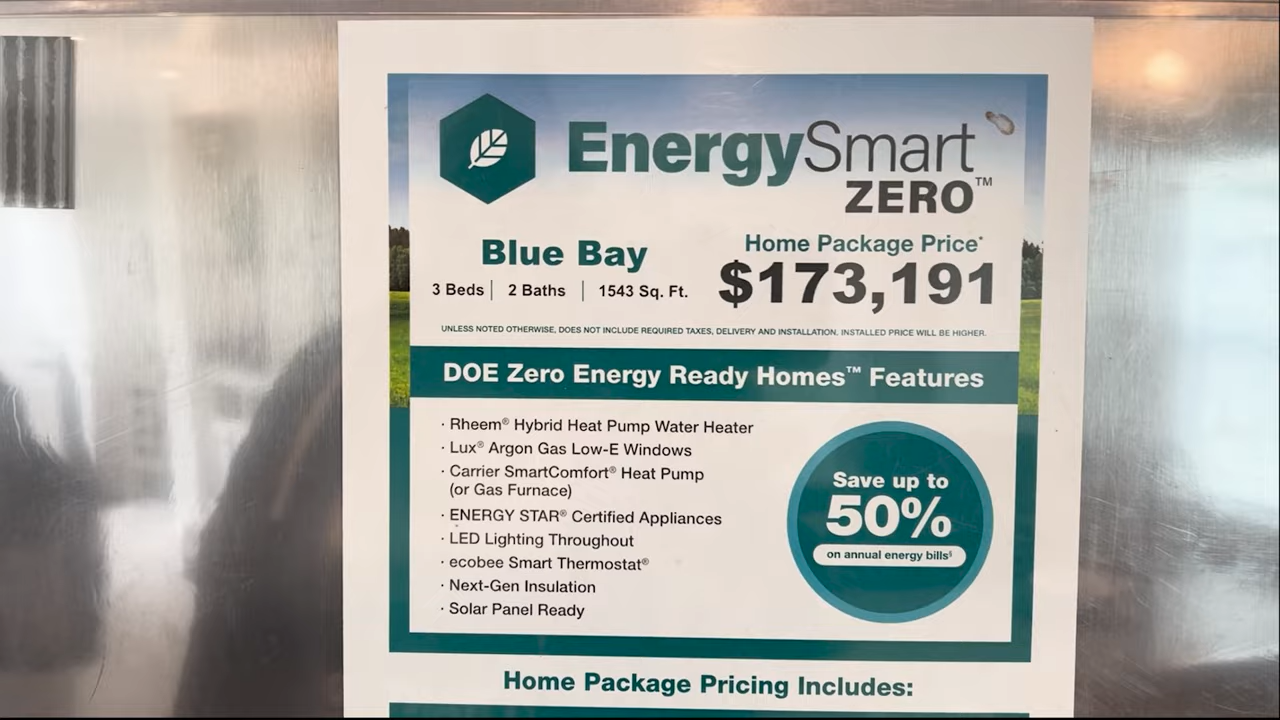 EnergySmart
ZERO™
Blue Bay
3 Beds | 2 Baths | 1543 Sq. Ft.
Home Package Price*
$173,191
UNLESS NOTED OTHERWISE, DOES NOT INCLUDE REQUIRED TAXES, DELIVERY AND INSTALLATION. INSTALLED PRICE WILL BE HIGHER.
DOE Zero Energy Ready Homes™ Features
· Rheem® Hybrid Heat Pump Water Heater
· Lux® Argon Gas Low-E Windows
· Carrier SmartComfort® Heat Pump
(or Gas Furnace)
· ENERGY STAR® Certified Appliances
· LED Lighting Throughout
· ecobee Smart Thermostat®
· Next-Gen Insulation
· Solar Panel Ready
Save up to
50%
on annual energy bills§
Home Package Pricing Includes: